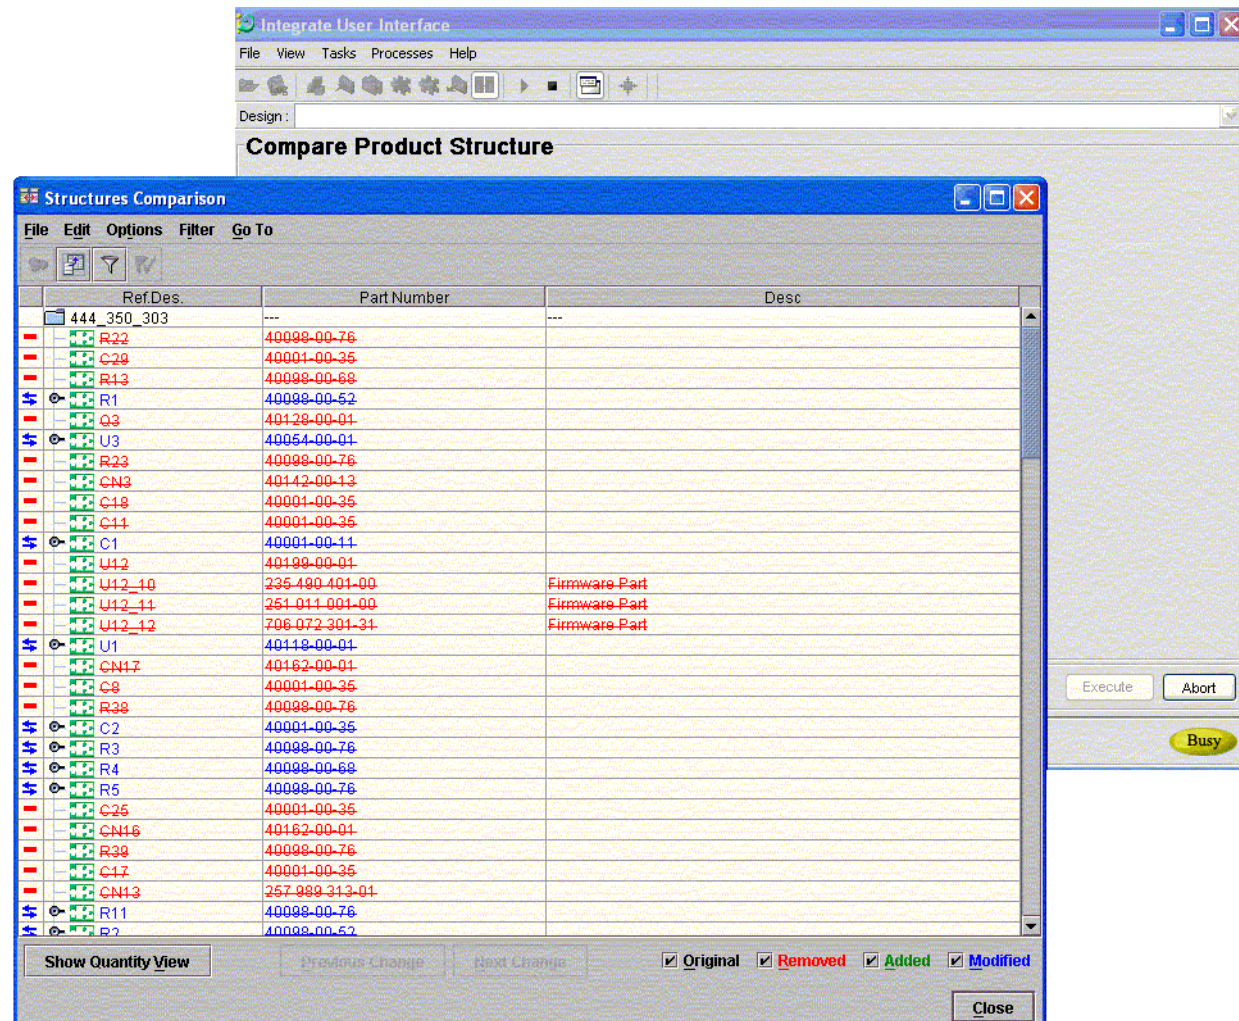 Integrate User Interface
File View Tasks Processes Help
Design :
Compare Product Structure
Structures Comparison
File Edit Options Filter Go To
Ref.Des. Part Number Desc
444_350_303 --- ---
R22 40098-00-76
C29 40001-00-35
R13 40098-00-68
R1 40098-00-52
Q3 40128-00-01
U3 40054-00-01
R23 40098-00-76
CN3 40142-00-13
C18 40001-00-35
C11 40001-00-35
C1 40001-00-11
U12 40199-00-01
U12_10 235 490 401-00 Firmware Part
U12_11 251 011 001-00 Firmware Part
U12_12 706 072 301-31 Firmware Part
U1 40118-00-01
CN17 40162-00-01
C8 40001-00-35
R38 40098-00-76
C2 40001-00-35
R3 40098-00-76
R4 40098-00-68
R5 40098-00-76
C25 40001-00-35
CN16 40162-00-01
R39 40098-00-76
C17 40001-00-35
CN13 257 989 313-01
R11 40098-00-76
R2 40098-00-52
Execute Abort
Busy
Show Quantity View Previous Change Next Change Original Removed Added Modified
Close